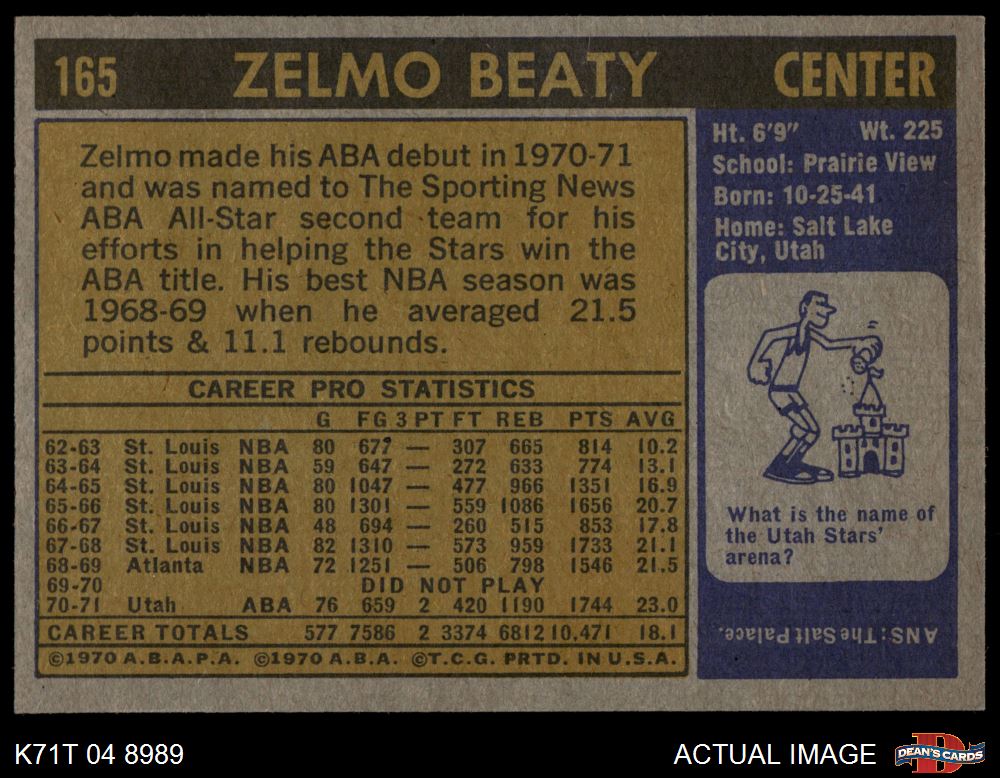 165 ZELMO BEATY CENTER
Zelmo made his ABA debut in 1970-71
and was named to The Sporting News
ABA All-Star second team for his
efforts in helping the Stars win the
ABA title. His best NBA season was
1968-69 when he averaged 21.5
points & 11.1 rebounds.
CAREER PRO STATISTICS
G FG 3 PT FT REB PTS AVG
62-63 St. Louis NBA 80 677 — 307 665 814 10.2
63-64 St. Louis NBA 59 647 — 272 633 774 13.1
64-65 St. Louis NBA 80 1047 — 477 966 1351 16.9
65-66 St. Louis NBA 80 1301 — 559 1086 1656 20.7
66-67 St. Louis NBA 48 694 — 260 515 853 17.8
67-68 St. Louis NBA 82 1310 — 573 959 1733 21.1
68-69 Atlanta NBA 72 1251 — 506 798 1546 21.5
69-70 DID NOT PLAY
70-71 Utah ABA 76 659 2 420 1190 1744 23.0
CAREER TOTALS 577 7586 2 3374 6812 10,471 18.1
©1970 A.B.A.P.A. ©1970 A.B.A. ©T.C.G. PRTD. IN U.S.A.
Ht. 6'9" Wt. 225
School: Prairie View
Born: 10-25-41
Home: Salt Lake
City, Utah
What is the name of
the Utah Stars'
arena?
ANS: The Salt Palace.
K71T 04 8989
ACTUAL IMAGE
D
DEAN'S CARDS